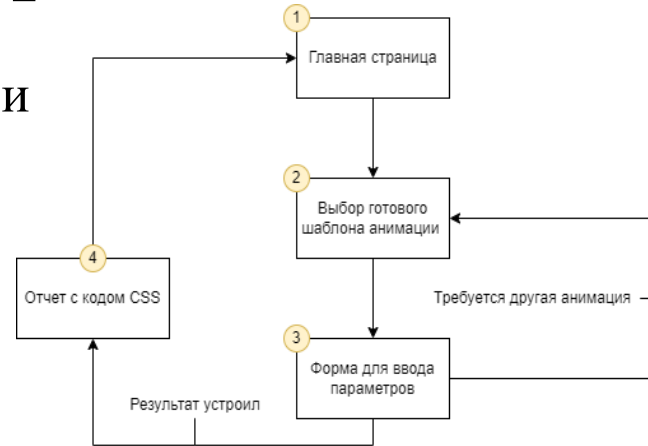 1
Главная страница
и
2
Выбор готового
шаблона анимации
4
Отчет с кодом CSS
Требуется другая анимация
3
Форма для ввода
параметров
Результат устроил